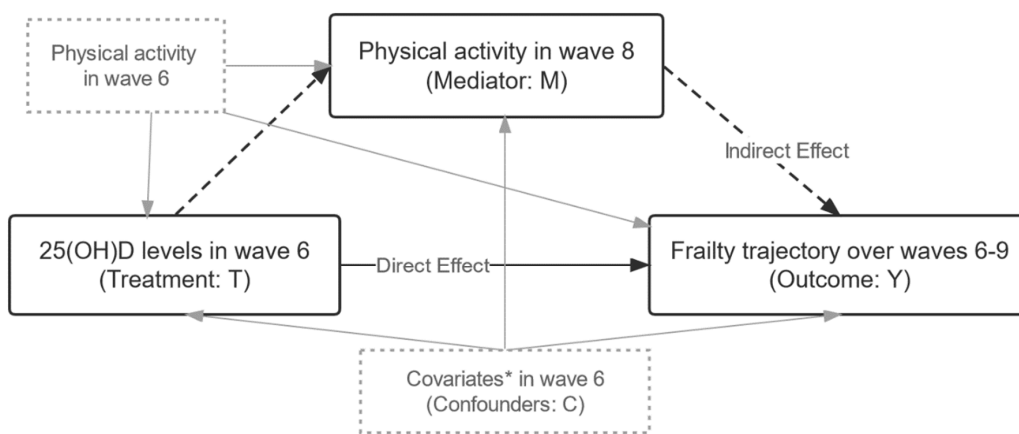 Physical activity
in wave 6
Physical activity in wave 8
(Mediator: M)
Indirect Effect
25(OH)D levels in wave 6
(Treatment: T)
Direct Effect
Frailty trajectory over waves 6-9
(Outcome: Y)
Covariates* in wave 6
(Confounders: C)